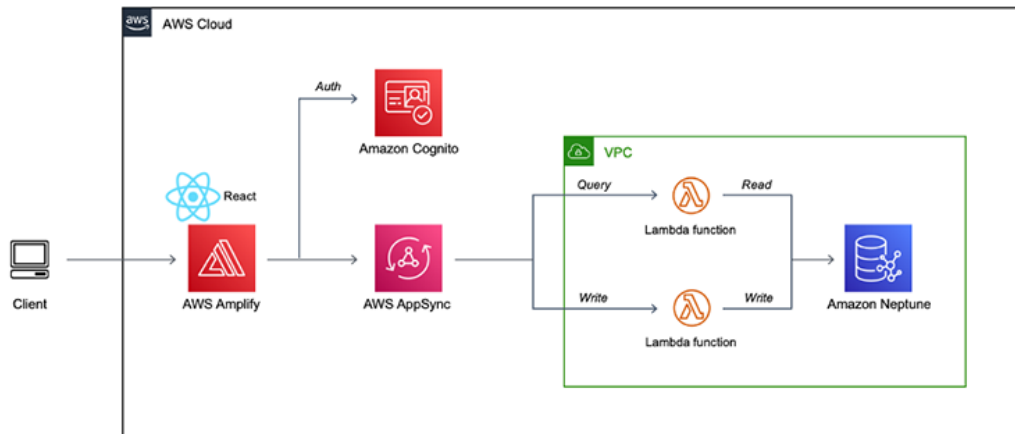 aws
AWS Cloud
Auth
Amazon Cognito
VPC
React
Query
Read
Lambda function
Client
AWS Amplify
AWS AppSync
Write
Write
Amazon Neptune
Lambda function